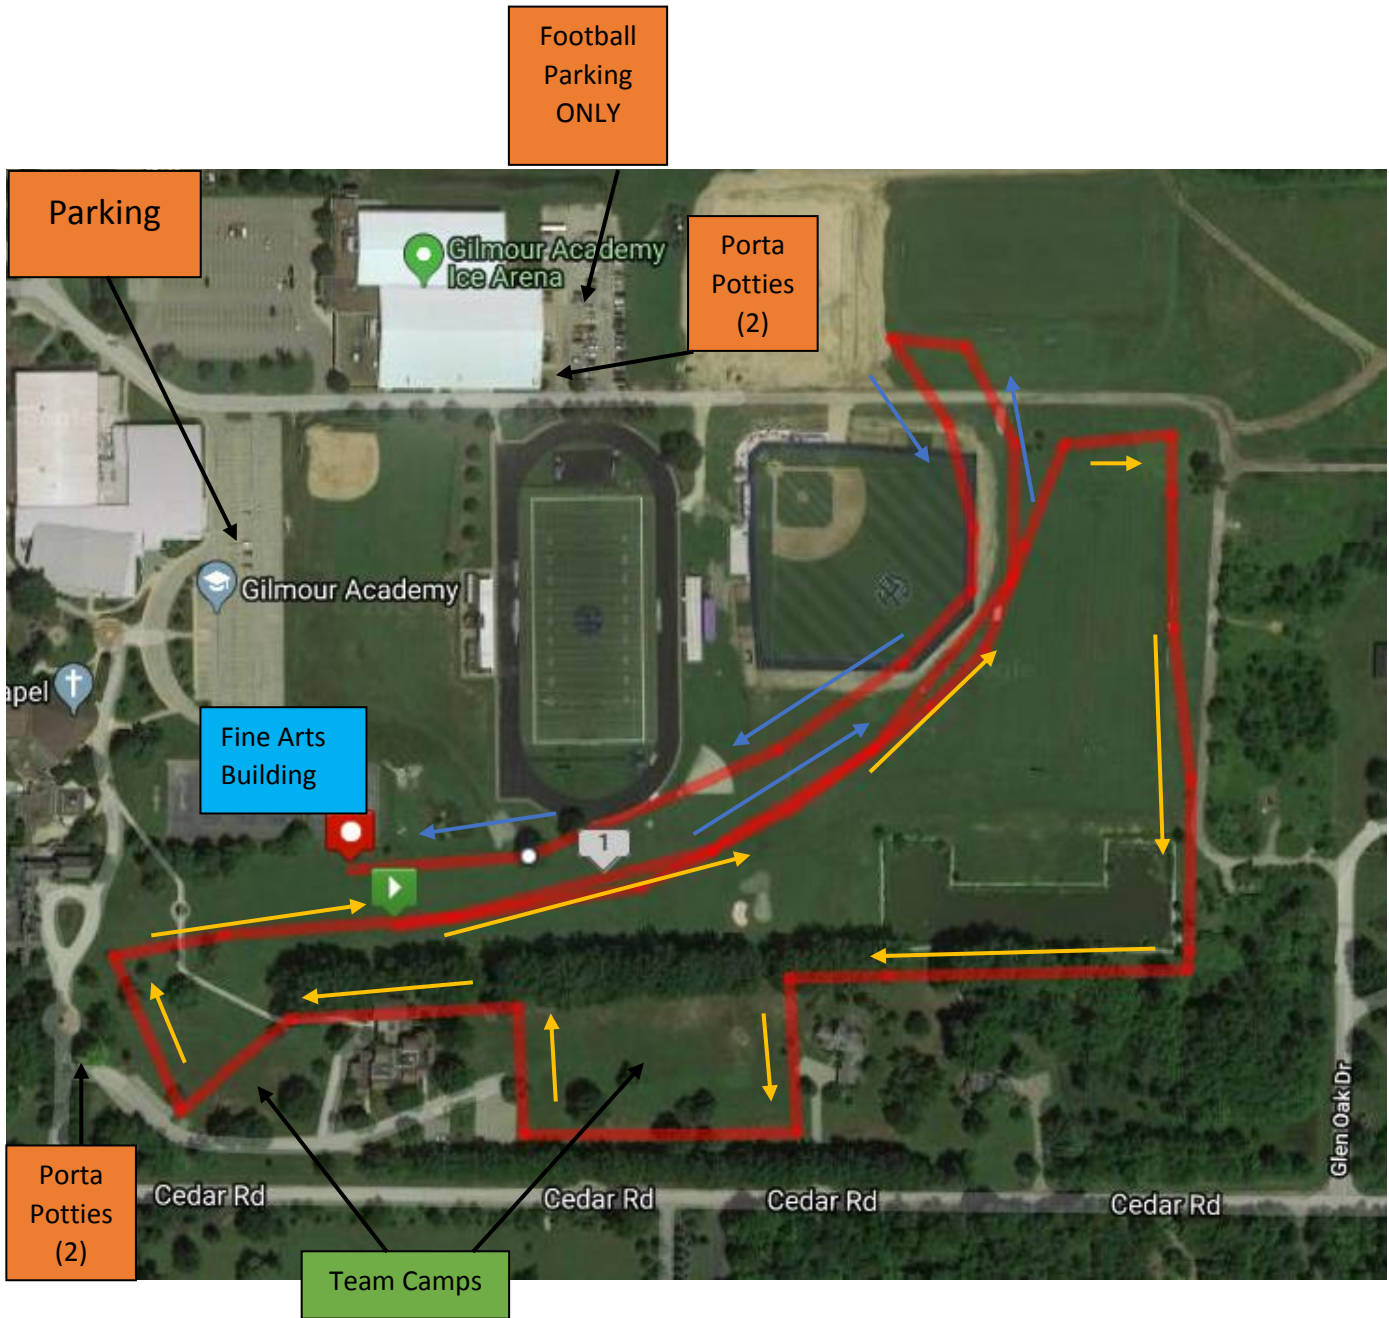 Football
Parking
ONLY
Parking
Porta
Potties
(2)
Gilmour Academy
Ice Arena
Gilmour Academy
apel
Fine Arts
Building
1
Glen Oak Dr
Porta
Potties
(2)
Cedar Rd
Cedar Rd
Cedar Rd
Cedar Rd
Team Camps